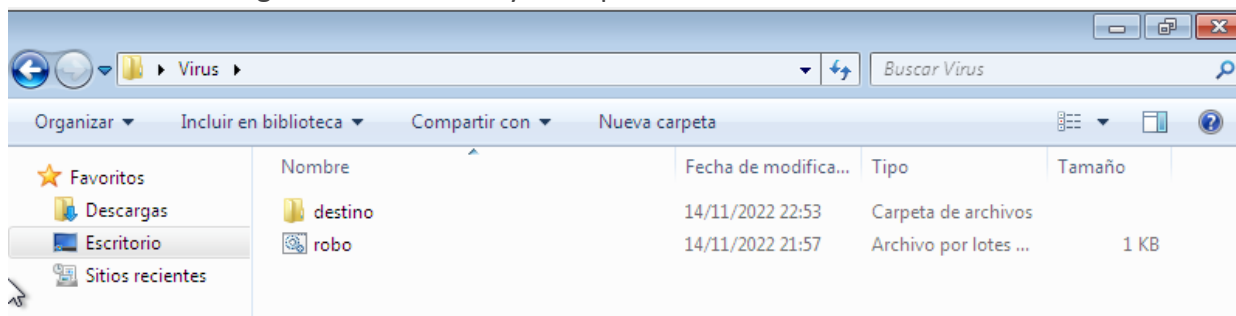 Virus
Buscar Virus
Organizar
Incluir en biblioteca
Compartir con
Nueva carpeta
Favoritos
Descargas
Escritorio
Sitios recientes
Nombre Fecha de modifica... Tipo Tamaño
destino 14/11/2022 22:53 Carpeta de archivos
robo 14/11/2022 21:57 Archivo por lotes ... 1 KB